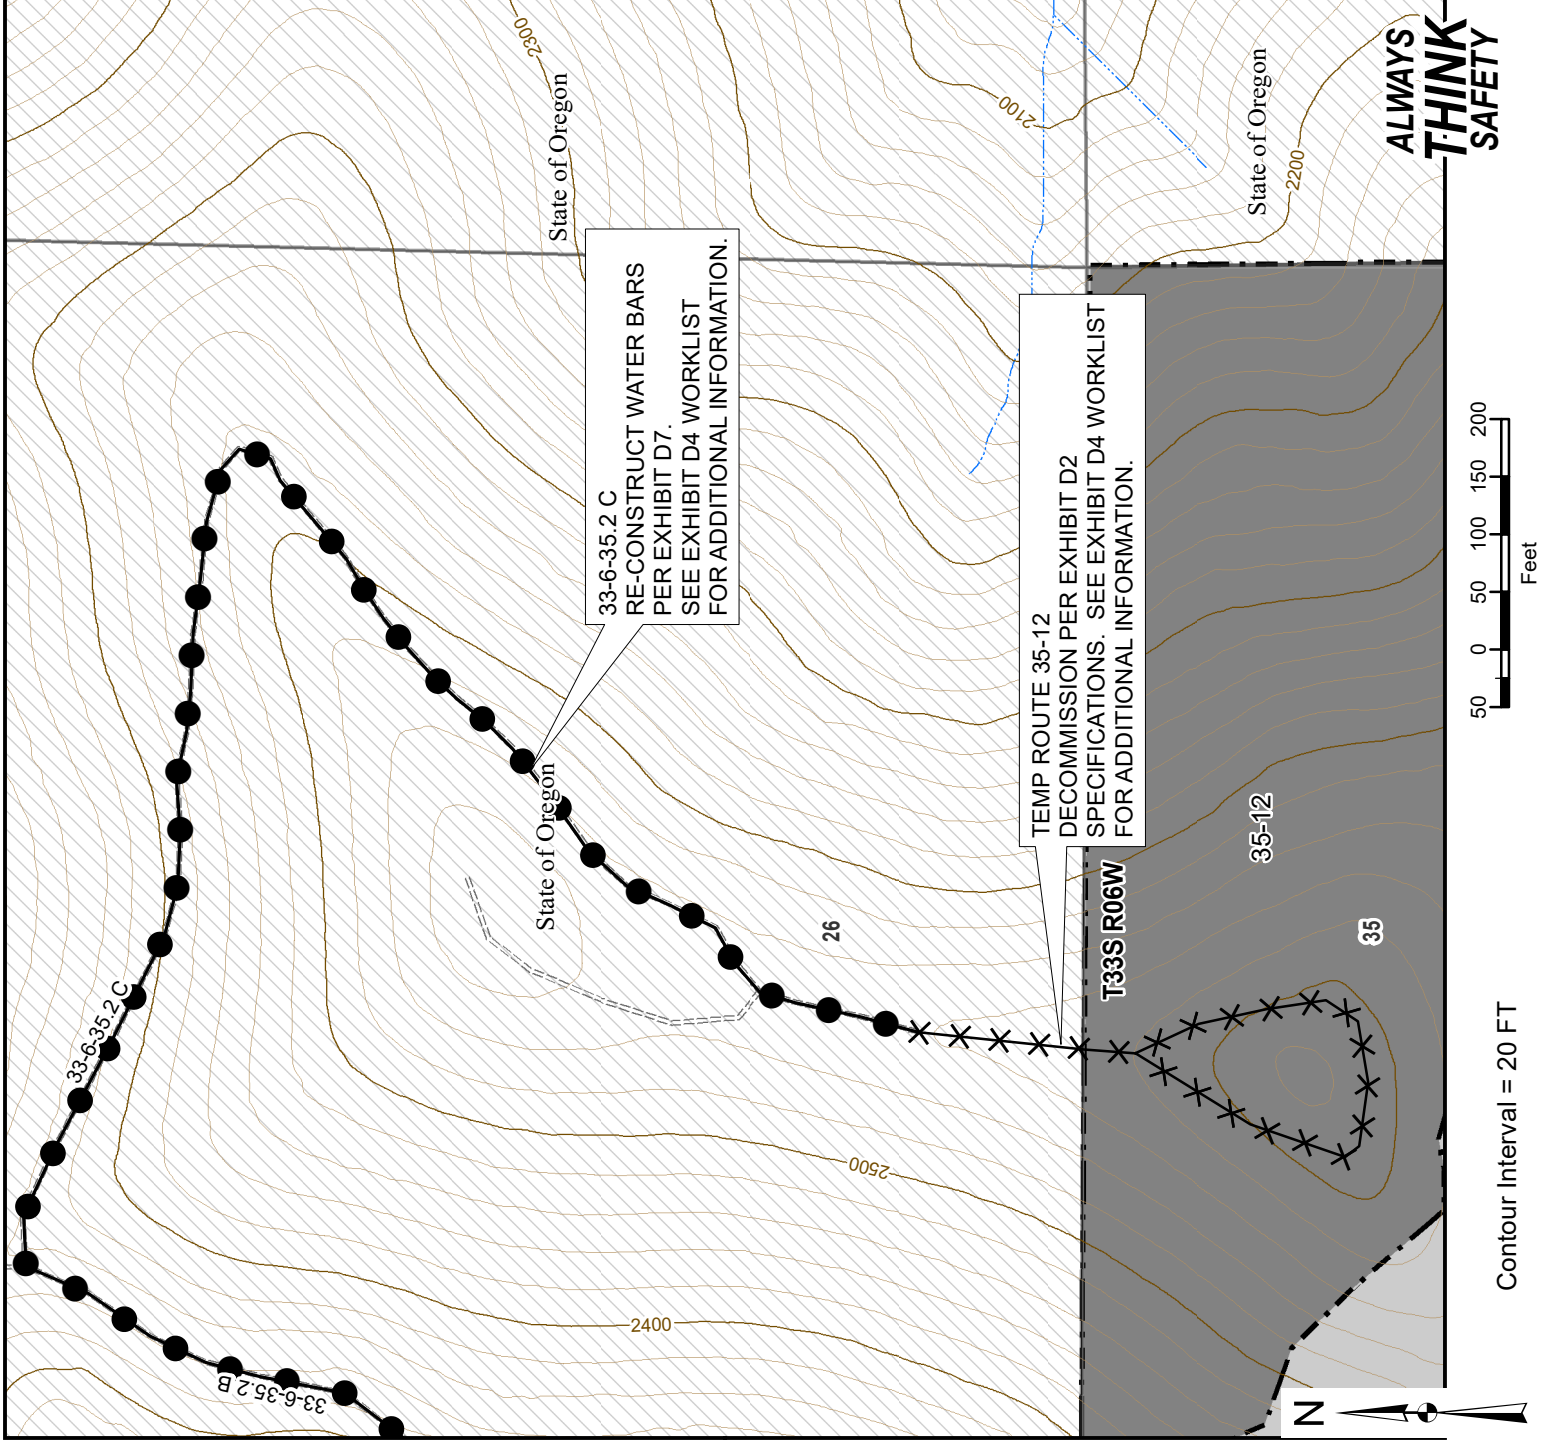 33-6-35.2 B
33-6-35.2 C
2400
2500
State of Oregon
26
33-6-35.2 C
RE-CONSTRUCT WATER BARS
PER EXHIBIT D7.
SEE EXHIBIT D4 WORKLIST
FOR ADDITIONAL INFORMATION.
2300
State of Oregon
2100
State of Oregon
2200
TEMP ROUTE 35-12
DECOMMISSION PER EXHIBIT D2
SPECIFICATIONS.  SEE EXHIBIT D4 WORKLIST
FOR ADDITIONAL INFORMATION.
T33S R06W
35-12
35
N
Contour Interval = 20 FT
50 0 50 100 150 200
Feet
ALWAYS
THINK
SAFETY